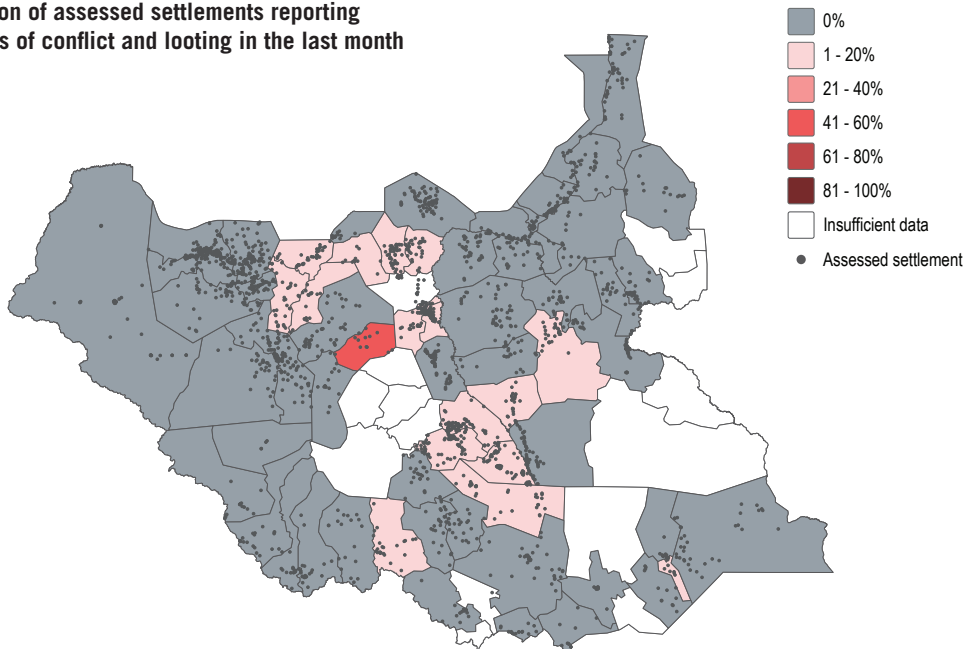 of assessed settlements reporting
of conflict and looting in the last month
0%
1 - 20%
21 - 40%
41 - 60%
61 - 80%
81 - 100%
Insufficient data
Assessed settlement